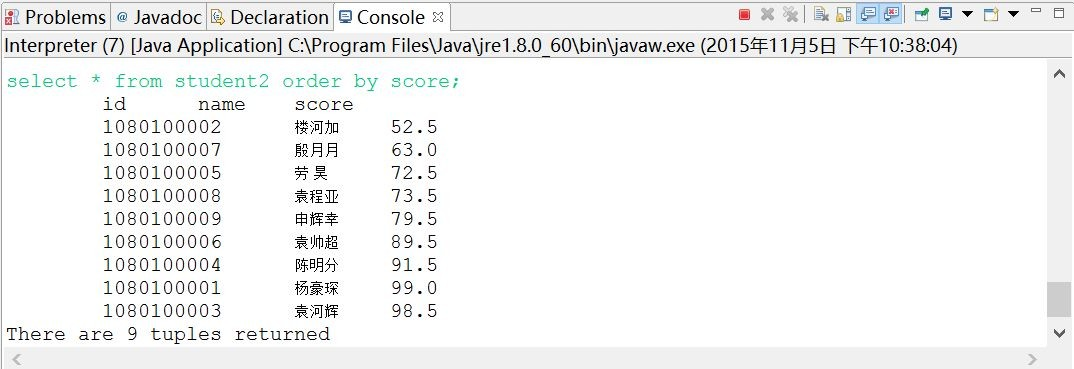 Problems @ Javadoc Declaration Console
Interpreter (7) [Java Application] C:\Program Files\Java\jre1.8.0_60\bin\javaw.exe (2015年11月5日 下午10:38:04)
select * from student2 order by score;
id name score
1080100002 楼河加 52.5
1080100007 殷月月 63.0
1080100005 劳 昊 72.5
1080100008 袁程亚 73.5
1080100009 申辉幸 79.5
1080100006 袁帅超 89.5
1080100004 陈明分 91.5
1080100001 杨豪琛 99.0
1080100003 袁河辉 98.5
There are 9 tuples returned